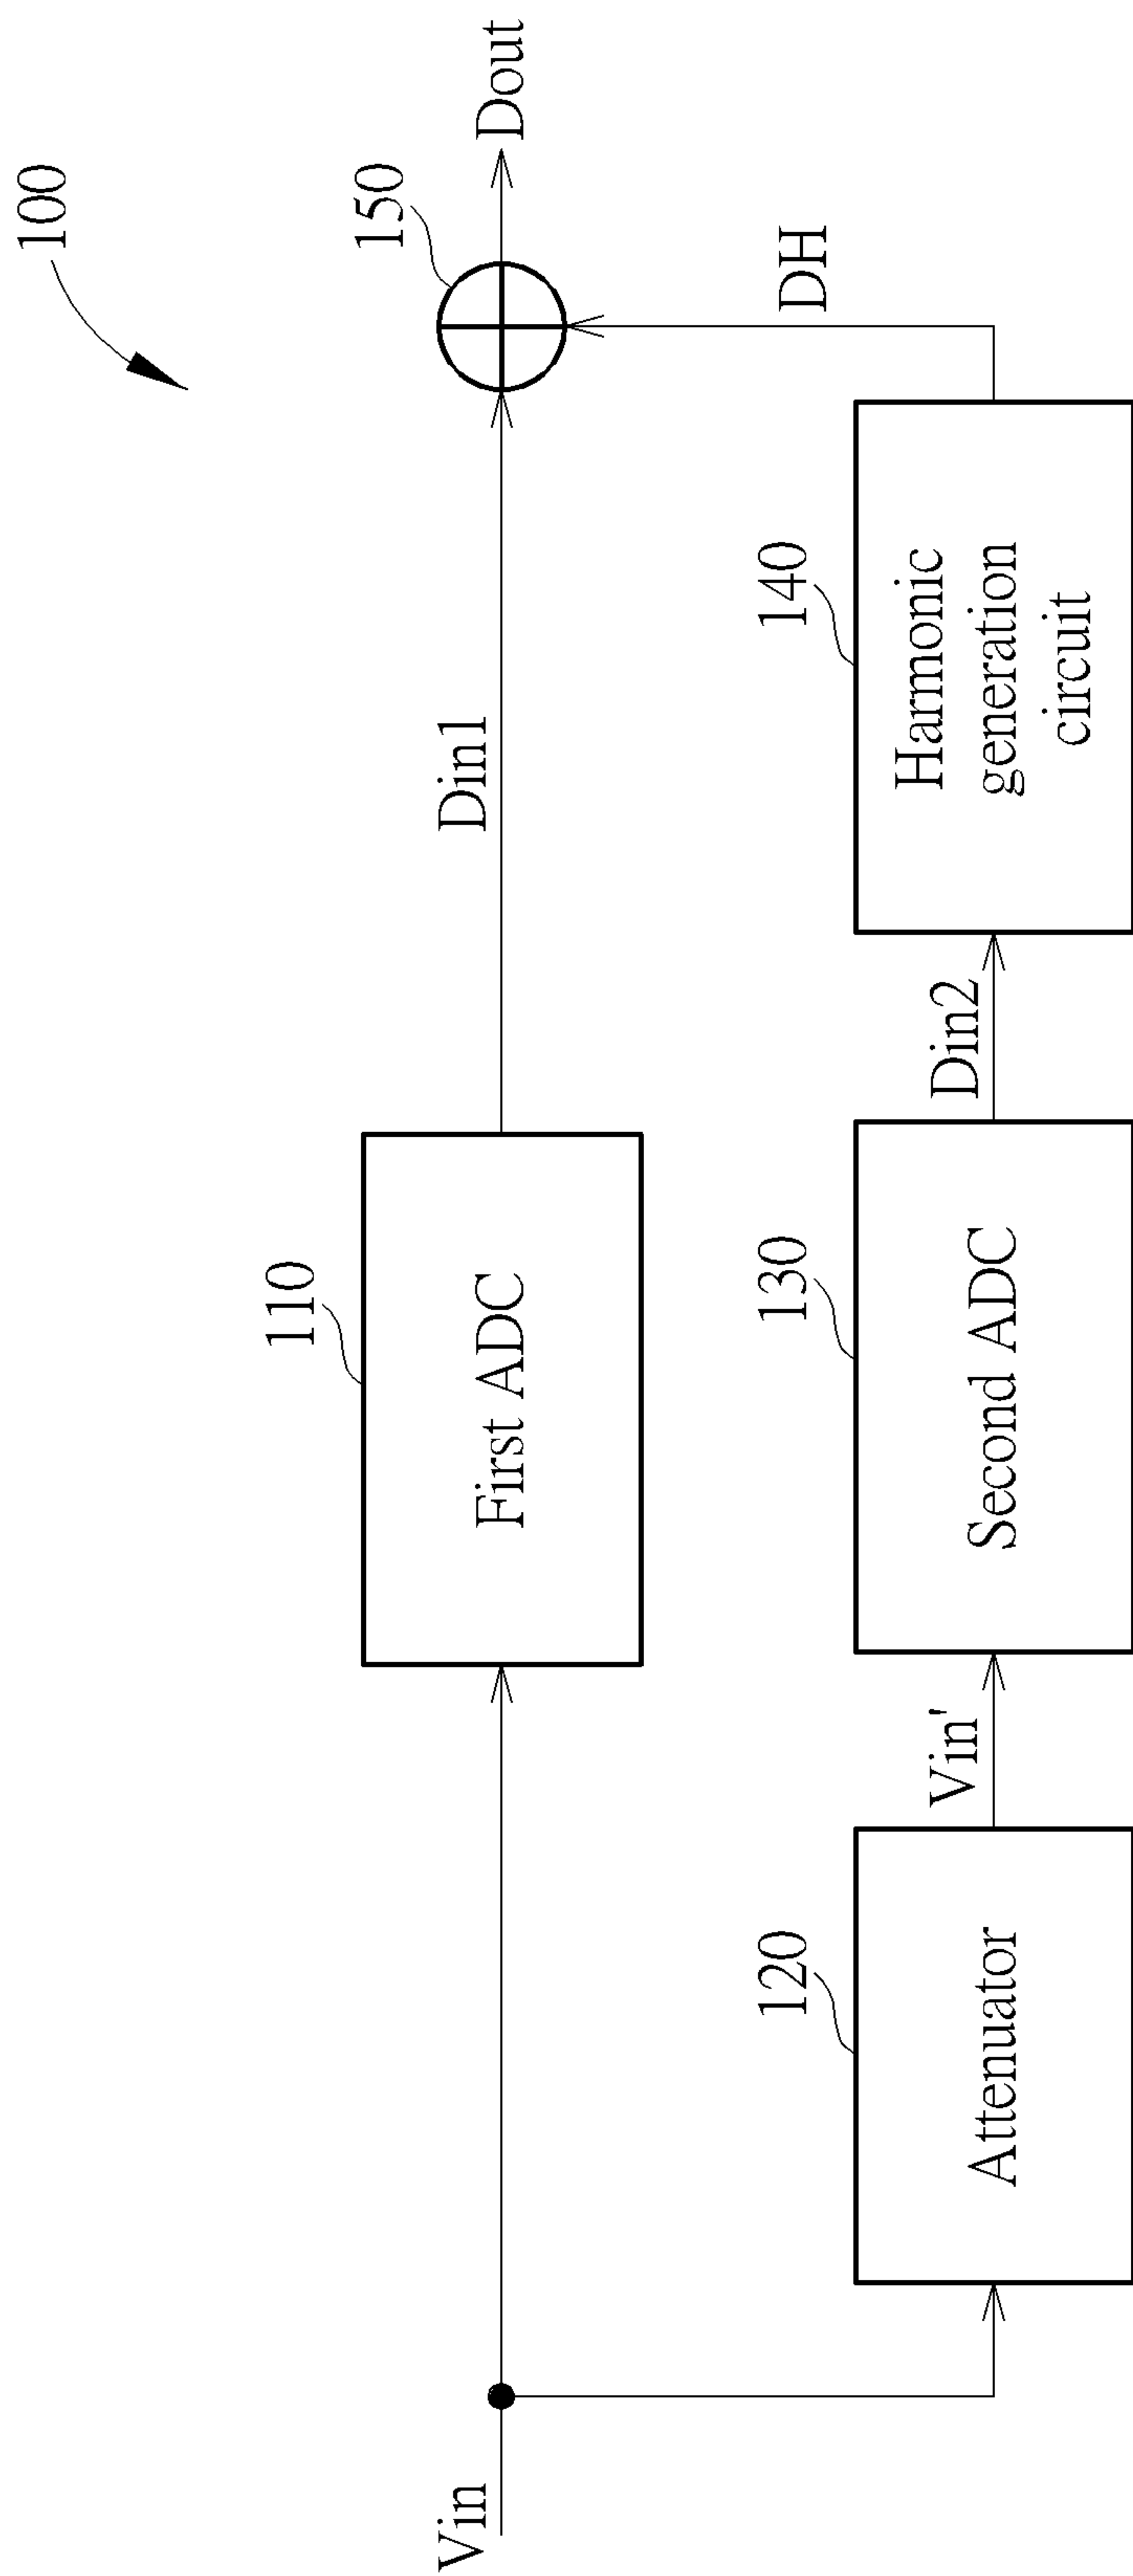 100
Vin
110
First ADC
Din1
150
Dout
120
Attenuator
Vin'
130
Second ADC
Din2
140
Harmonic
generation
circuit
DH